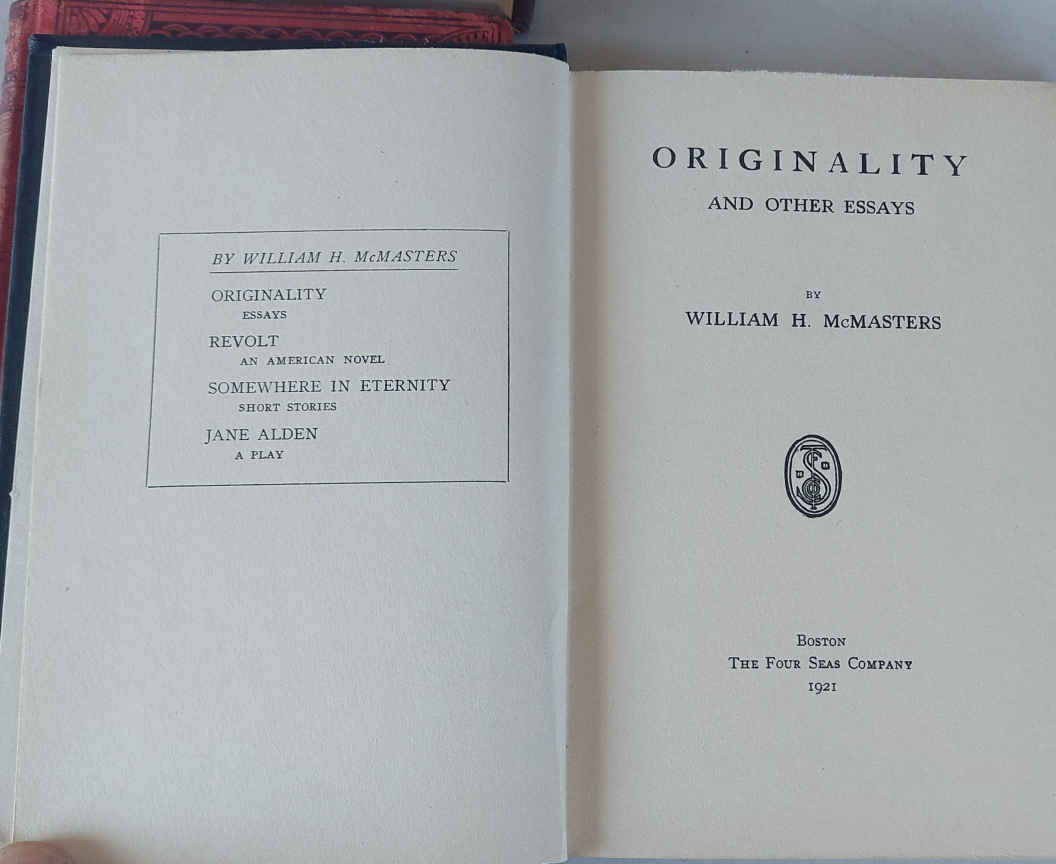 BY WILLIAM H. McMASTERS
ORIGINALITY
ESSAYS
REVOLT
AN AMERICAN NOVEL
SOMEWHERE IN ETERNITY
SHORT STORIES
JANE ALDEN
A PLAY
ORIGINALITY
AND OTHER ESSAYS
BY
WILLIAM H. McMASTERS
BOSTON
THE FOUR SEAS COMPANY
1921